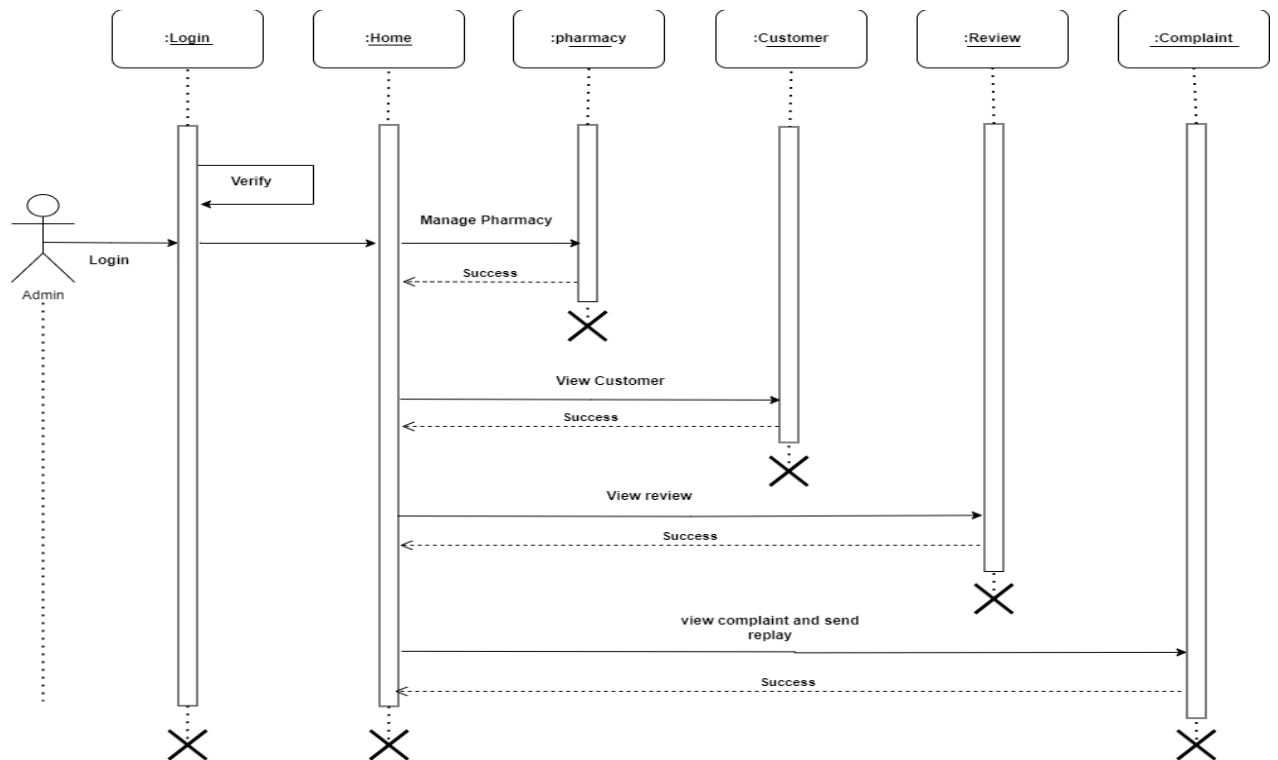 :Login
:Home
:pharmacy
:Customer
:Review
:Complaint
Verify
Manage Pharmacy
Login
Success
Admin
View Customer
Success
View review
Success
view complaint and send
replay
Success